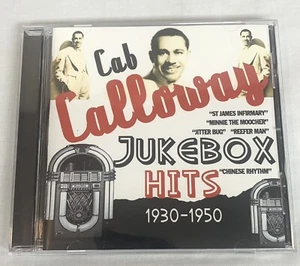 Cab
Calloway
"ST JAMES INFIRMARY"
"MINNIE THE MOOCHER"
"JITTER BUG" "REEFER MAN"
JUKEBOX
"CHINESE RHYTHM"
HITS
1930-1950